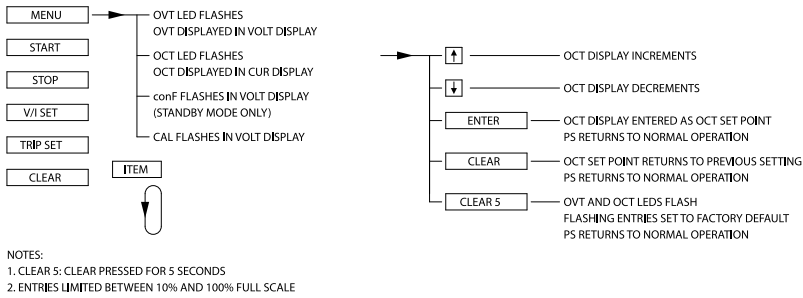 MENU
START
STOP
V/I SET
TRIP SET
CLEAR
OVT LED FLASHES
OVT DISPLAYED IN VOLT DISPLAY
OCT LED FLASHES
OCT DISPLAYED IN CUR DISPLAY
conF FLASHES IN VOLT DISPLAY
(STANDBY MODE ONLY)
CAL FLASHES IN VOLT DISPLAY
ITEM
OCT DISPLAY INCREMENTS
OCT DISPLAY DECREMENTS
ENTER
OCT DISPLAY ENTERED AS OCT SET POINT
PS RETURNS TO NORMAL OPERATION
CLEAR
OCT SET POINT RETURNS TO PREVIOUS SETTING
PS RETURNS TO NORMAL OPERATION
CLEAR 5
OVT AND OCT LEDS FLASH
FLASHING ENTRIES SET TO FACTORY DEFAULT
PS RETURNS TO NORMAL OPERATION
NOTES:
1. CLEAR 5: CLEAR PRESSED FOR 5 SECONDS
2. ENTRIES LIMITED BETWEEN 10% AND 100% FULL SCALE